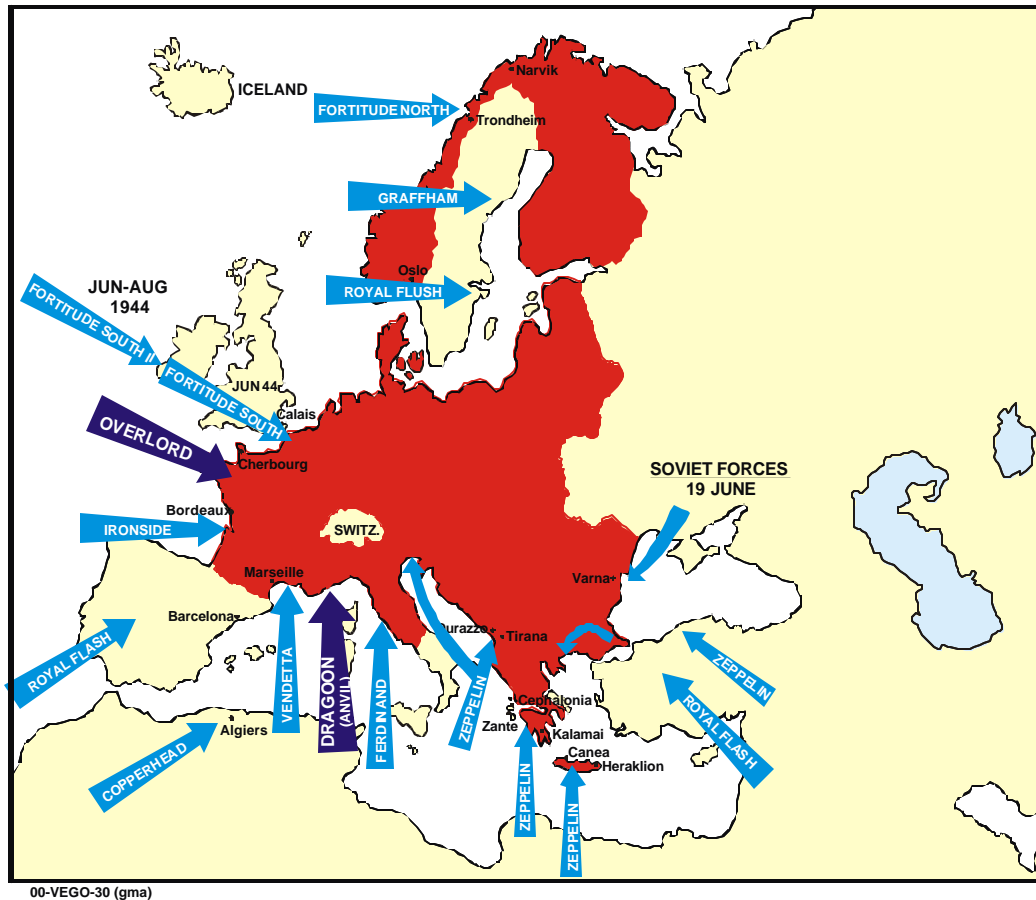 Narvik
ICELAND
FORTITUDE NORTH
Trondheim
GRAFFHAM
Oslo
ROYAL FLUSH
JUN-AUG
1944
FORTITUDE SOUTH II
FORTITUDE SOUTH
JUN 44
Calais
OVERLORD
Cherbourg
SOVIET FORCES
19 JUNE
Bordeaux
IRONSIDE
SWITZ.
Marseille
Varna
Barcelona
Durazzo
Tirana
ROYAL FLASH
VENDETTA
DRAGOON
(ANVIL)
FERDINAND
ZEPPELIN
ZEPPELIN
ROYAL FLASH
Cephalonia
Zante
Kalamai
Algiers
COPPERHEAD
Canea
Heraklion
ZEPPELIN
ZEPPELIN
00-VEGO-30 (gma)